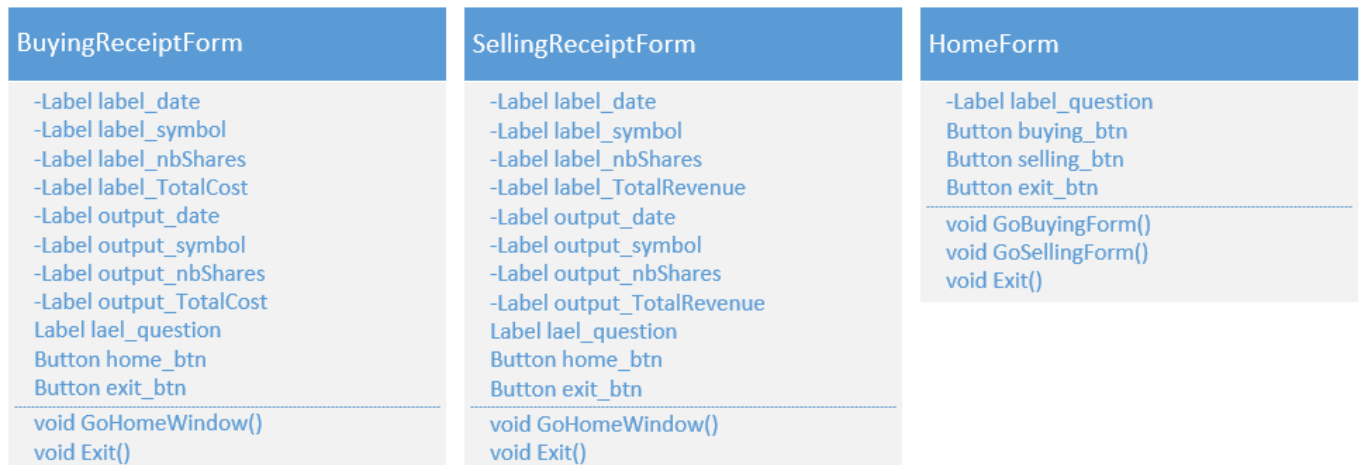 BuyingReceiptForm
-Label label_date
-Label label_symbol
-Label label_nbShares
-Label label_TotalCost
-Label output_date
-Label output_symbol
-Label output_nbShares
-Label output_TotalCost
Label lael_question
Button home_btn
Button exit_btn
void GoHomeWindow()
void Exit()
SellingReceiptForm
-Label label_date
-Label label_symbol
-Label label_nbShares
-Label label_TotalRevenue
-Label output_date
-Label output_symbol
-Label output_nbShares
-Label output_TotalRevenue
Label lael_question
Button home_btn
Button exit_btn
void GoHomeWindow()
void Exit()
HomeForm
-Label label_question
Button buying_btn
Button selling_btn
Button exit_btn
void GoBuyingForm()
void GoSellingForm()
void Exit()